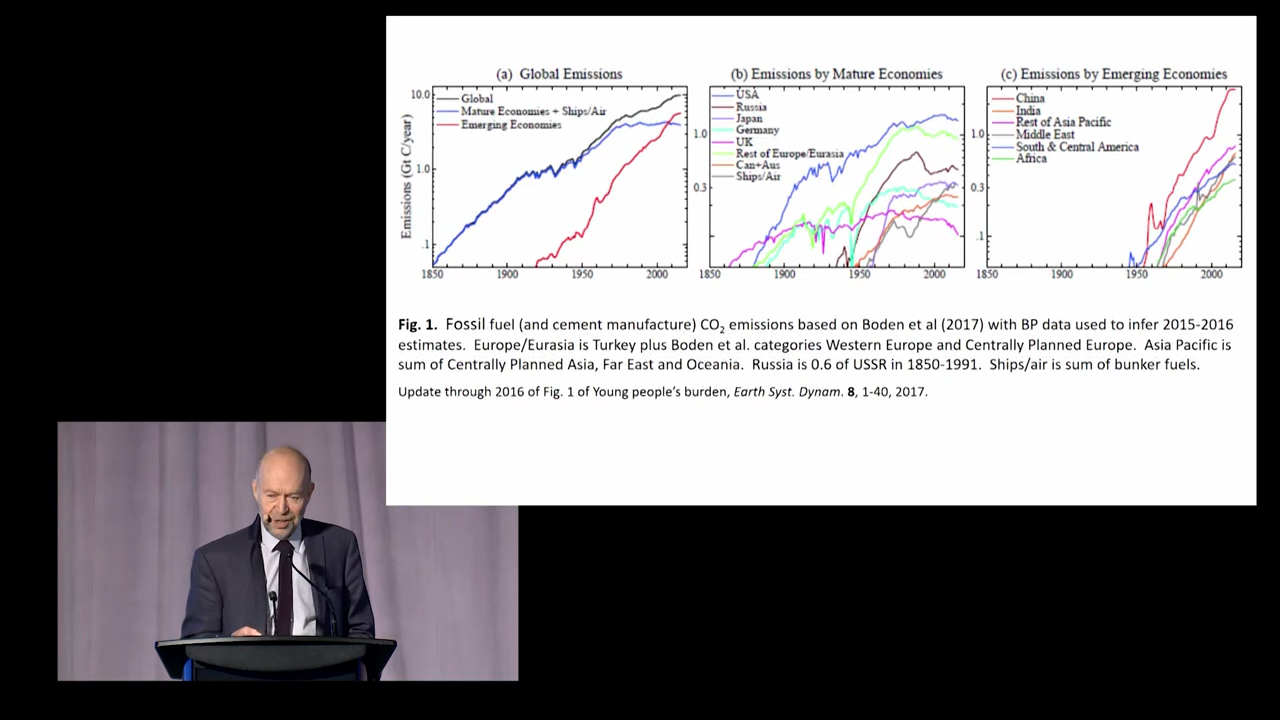 (a) Global Emissions
Global
Mature Economies + Ships/Air
Emerging Economies
Emissions (Gt C/year)
10.0
1.0
.1
1850 1900 1950 2000
(b) Emissions by Mature Economies
USA
Russia
Japan
Germany
UK
Rest of Europe/Eurasia
Can+Aus
Ships/Air
1.0
0.3
1850 1900 1950 2000
(c) Emissions by Emerging Economies
China
India
Rest of Asia Pacific
Middle East
South & Central America
Africa
1.0
0.3
.1
1850 1900 1950 2000
Fig. 1. Fossil fuel (and cement manufacture) CO₂ emissions based on Boden et al (2017) with BP data used to infer 2015-2016
estimates. Europe/Eurasia is Turkey plus Boden et al. categories Western Europe and Centrally Planned Europe. Asia Pacific is
sum of Centrally Planned Asia, Far East and Oceania. Russia is 0.6 of USSR in 1850-1991. Ships/air is sum of bunker fuels.
Update through 2016 of Fig. 1 of Young people's burden, Earth Syst. Dynam. 8, 1-40, 2017.